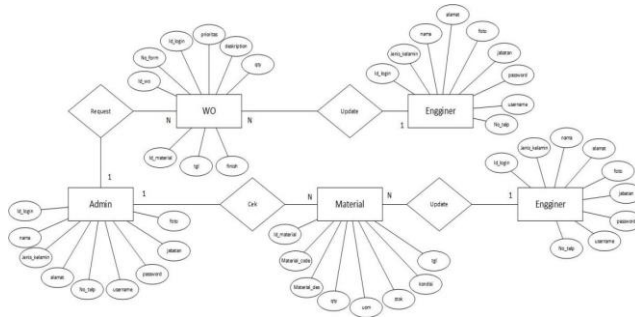 alamat
prioritas
nama
foto
Id_login
description
Jenis_kelamin
jabatan
No_form
qty
Id_login
password
Id_wo
username
Request
WO
Update
Engginer
No_telp
N
N
1
Id_material
tgl
finish
Jenis_kelamin
nama
alamat
Id_login
foto
1
jabatan
Admin
1
Cek
N
Material
N
Update
1
Engginer
password
Id_login
foto
username
nama
Id_material
No_telp
Jenis_kelamin
jabatan
Material_code
tgl
alamat
password
Material_des
kondisi
No_telp
username
qty
uom
stok